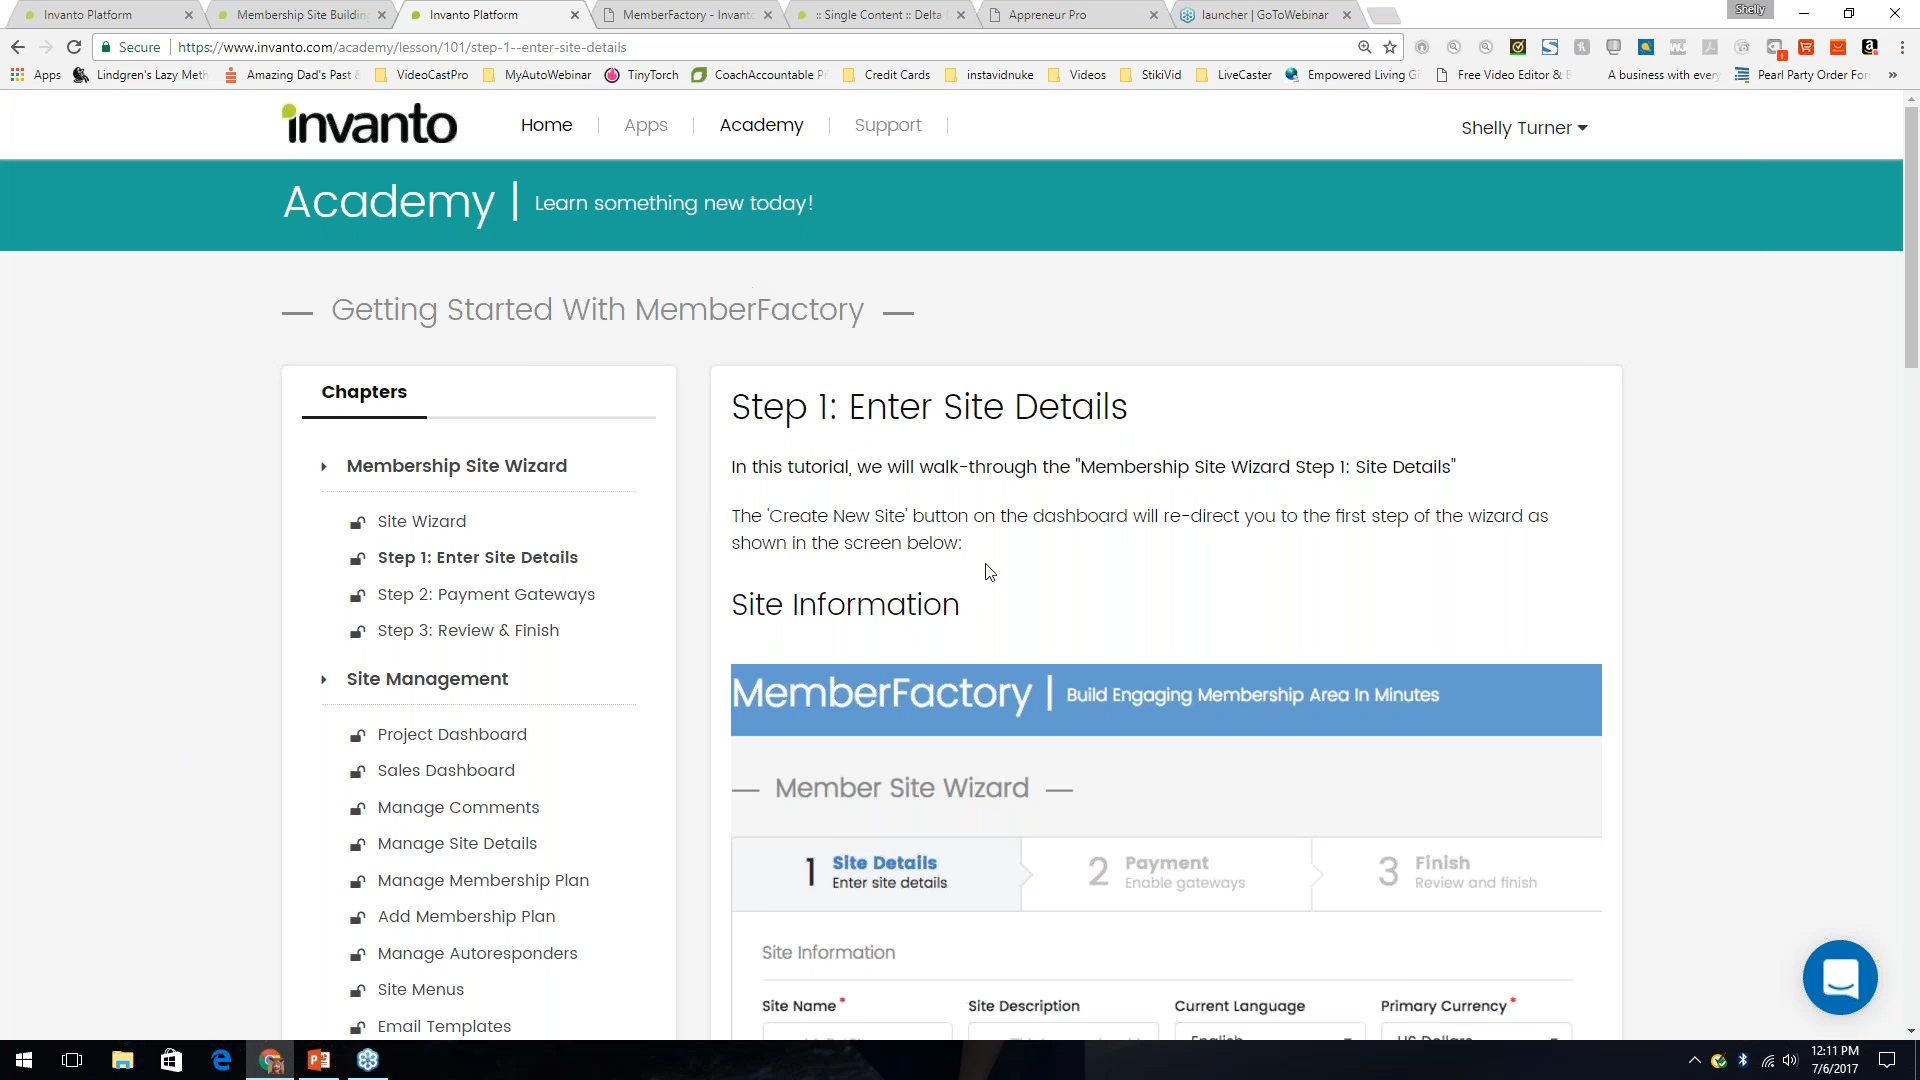 Invanto Platform
Membership Site Building
Invanto Platform
MemberFactory - Invanto
:: Single Content :: Delta
Appreneur Pro
launcher | GoToWebinar
Shelly
Secure
https://www.invanto.com/academy/lesson/101/step-1--enter-site-details
Apps
Lindgren's Lazy Meth
Amazing Dad's Past
VideoCastPro
MyAutoWebinar
TinyTorch
CoachAccountable P
Credit Cards
instavidnuke
Videos
StikiVid
LiveCaster
Empowered Living G
Free Video Editor &
A business with every
Pearl Party Order For
»
invanto
Home
Apps
Academy
Support
Shelly Turner
Academy | Learn something new today!
Getting Started With MemberFactory
Chapters
Membership Site Wizard
Site Wizard
Step 1: Enter Site Details
Step 2: Payment Gateways
Step 3: Review & Finish
Site Management
Project Dashboard
Sales Dashboard
Manage Comments
Manage Site Details
Manage Membership Plan
Add Membership Plan
Manage Autoresponders
Site Menus
Email Templates
Step 1: Enter Site Details
In this tutorial, we will walk-through the "Membership Site Wizard Step 1: Site Details"
The 'Create New Site' button on the dashboard will re-direct you to the first step of the wizard as
shown in the screen below:
Site Information
MemberFactory | Build Engaging Membership Area In Minutes
Member Site Wizard
1 Site Details
Enter site details
2 Payment
Enable gateways
3 Finish
Review and finish
Site Information
Site Name *
Site Description
Current Language
Primary Currency *
English
US Dollars
12:11 PM
7/6/2017